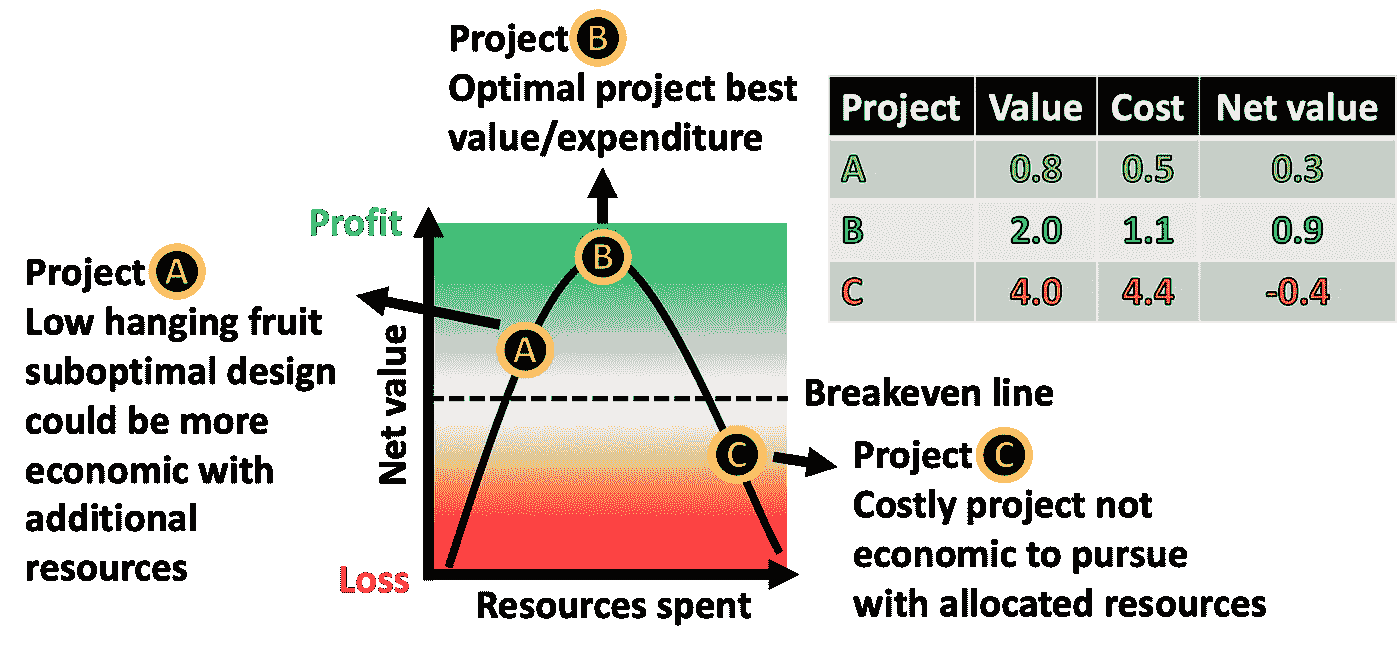 Project B
Optimal project best
value/expenditure
Project Value Cost Net value
A 0.8 0.5 0.3
B 2.0 1.1 0.9
C 4.0 4.4 -0.4
Profit
Project A
Low hanging fruit
suboptimal design
could be more
economic with
additional
resources
Net value
B
A
C
Breakeven line
Project C
Costly project not
economic to pursue
with allocated resources
Loss
Resources spent